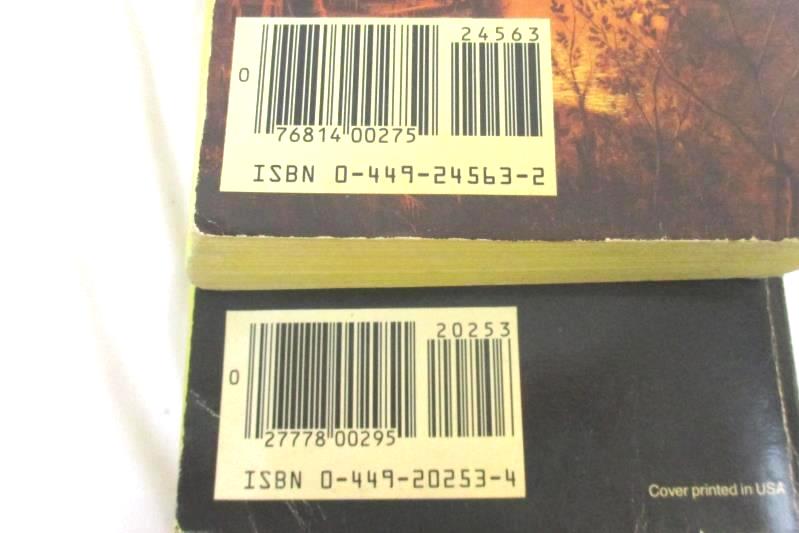 24563
0
76814 00275
ISBN 0-449-24563-2
20253
0
27778 00295
ISBN 0-449-20253-4
Cover printed in USA